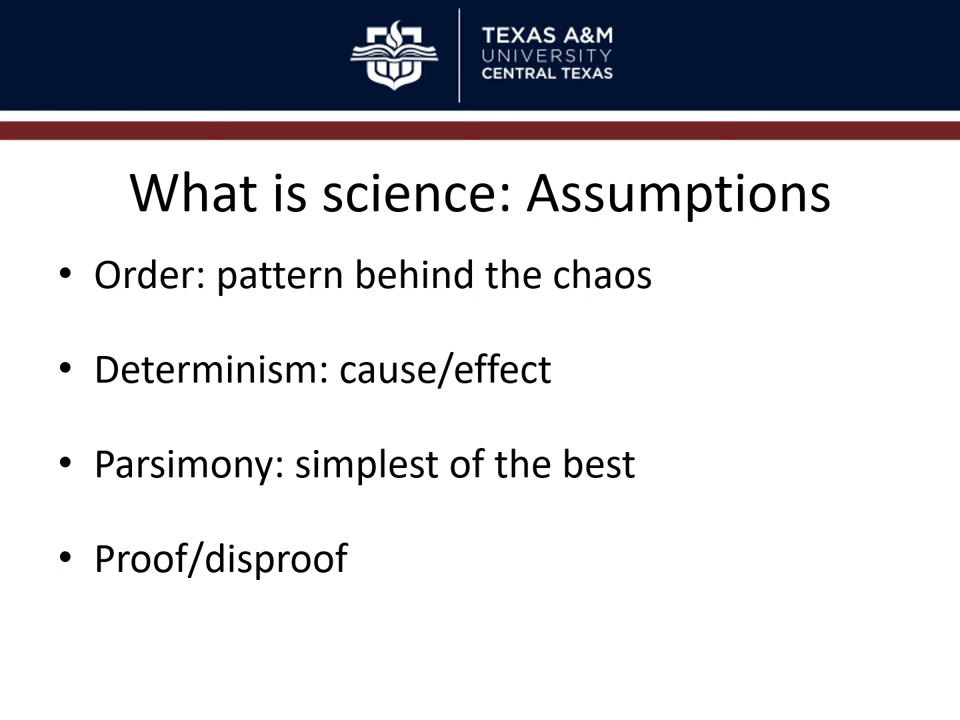 TEXAS A&M
UNIVERSITY
CENTRAL TEXAS
What is science: Assumptions
• Order: pattern behind the chaos
• Determinism: cause/effect
• Parsimony: simplest of the best
• Proof/disproof